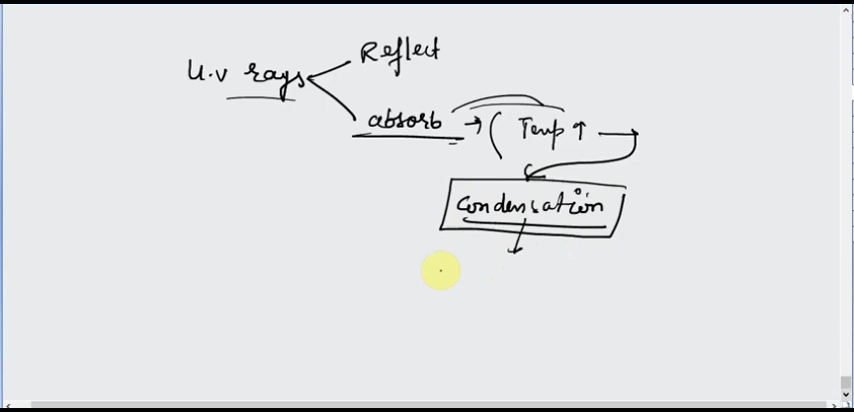 Reflect
U.V rays
absorb → ( Temp ↑
Condensation